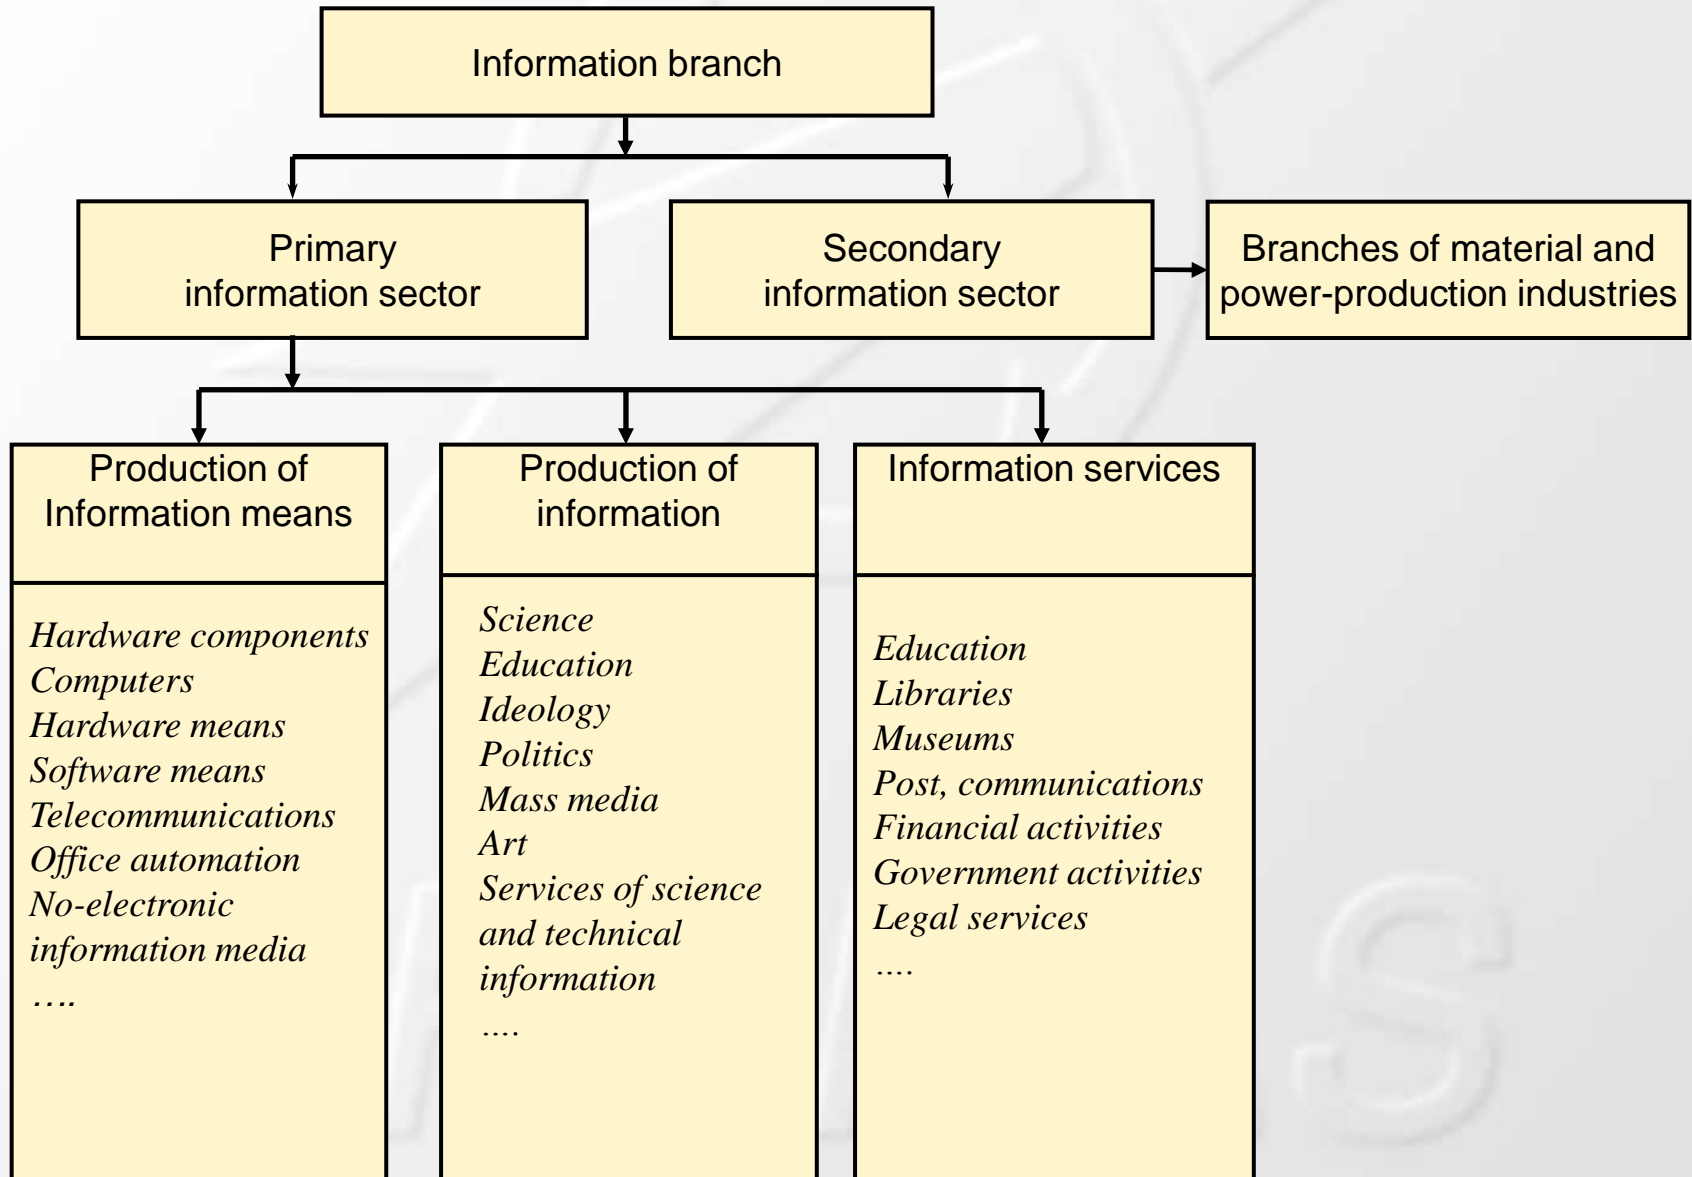 Information branch
Primary
information sector
Secondary
information sector
Branches of material and
power-production industries
Production of
Information means
Hardware components
Computers
Hardware means
Software means
Telecommunications
Office automation
No-electronic
information media
….
Production of
information
Science
Education
Ideology
Politics
Mass media
Art
Services of science
and technical
information
….
Information services
Education
Libraries
Museums
Post, communications
Financial activities
Government activities
Legal services
….